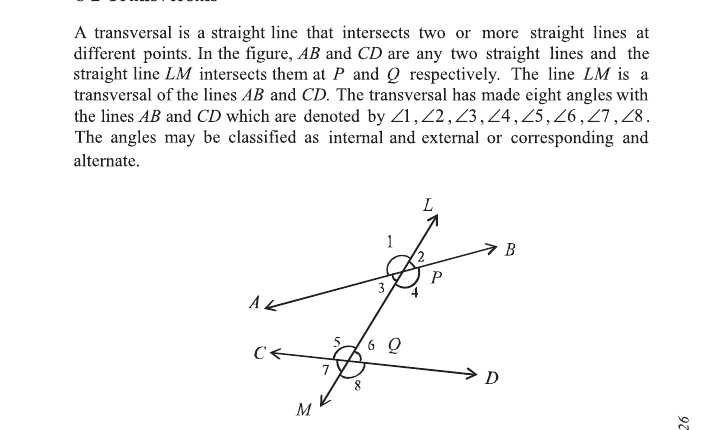 A transversal is a straight line that intersects two or more straight lines at
different points. In the figure, AB and CD are any two straight lines and the
straight line LM intersects them at P and Q respectively. The line LM is a
transversal of the lines AB and CD. The transversal has made eight angles with
the lines AB and CD which are denoted by ∠1,∠2,∠3,∠4,∠5,∠6,∠7,∠8.
The angles may be classified as internal and external or corresponding and
alternate.
L
1
2
B
P
3
4
A
5
6 Q
C
7
D
8
M
26